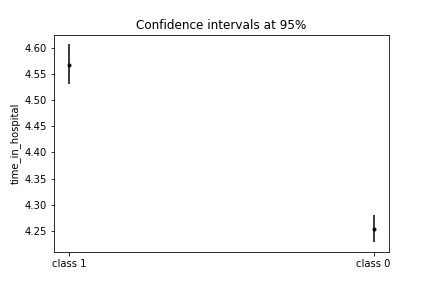 Confidence intervals at 95%
4.60
4.55
4.50
4.45
4.40
4.35
4.30
4.25
time_in_hospital
class 1
class 0